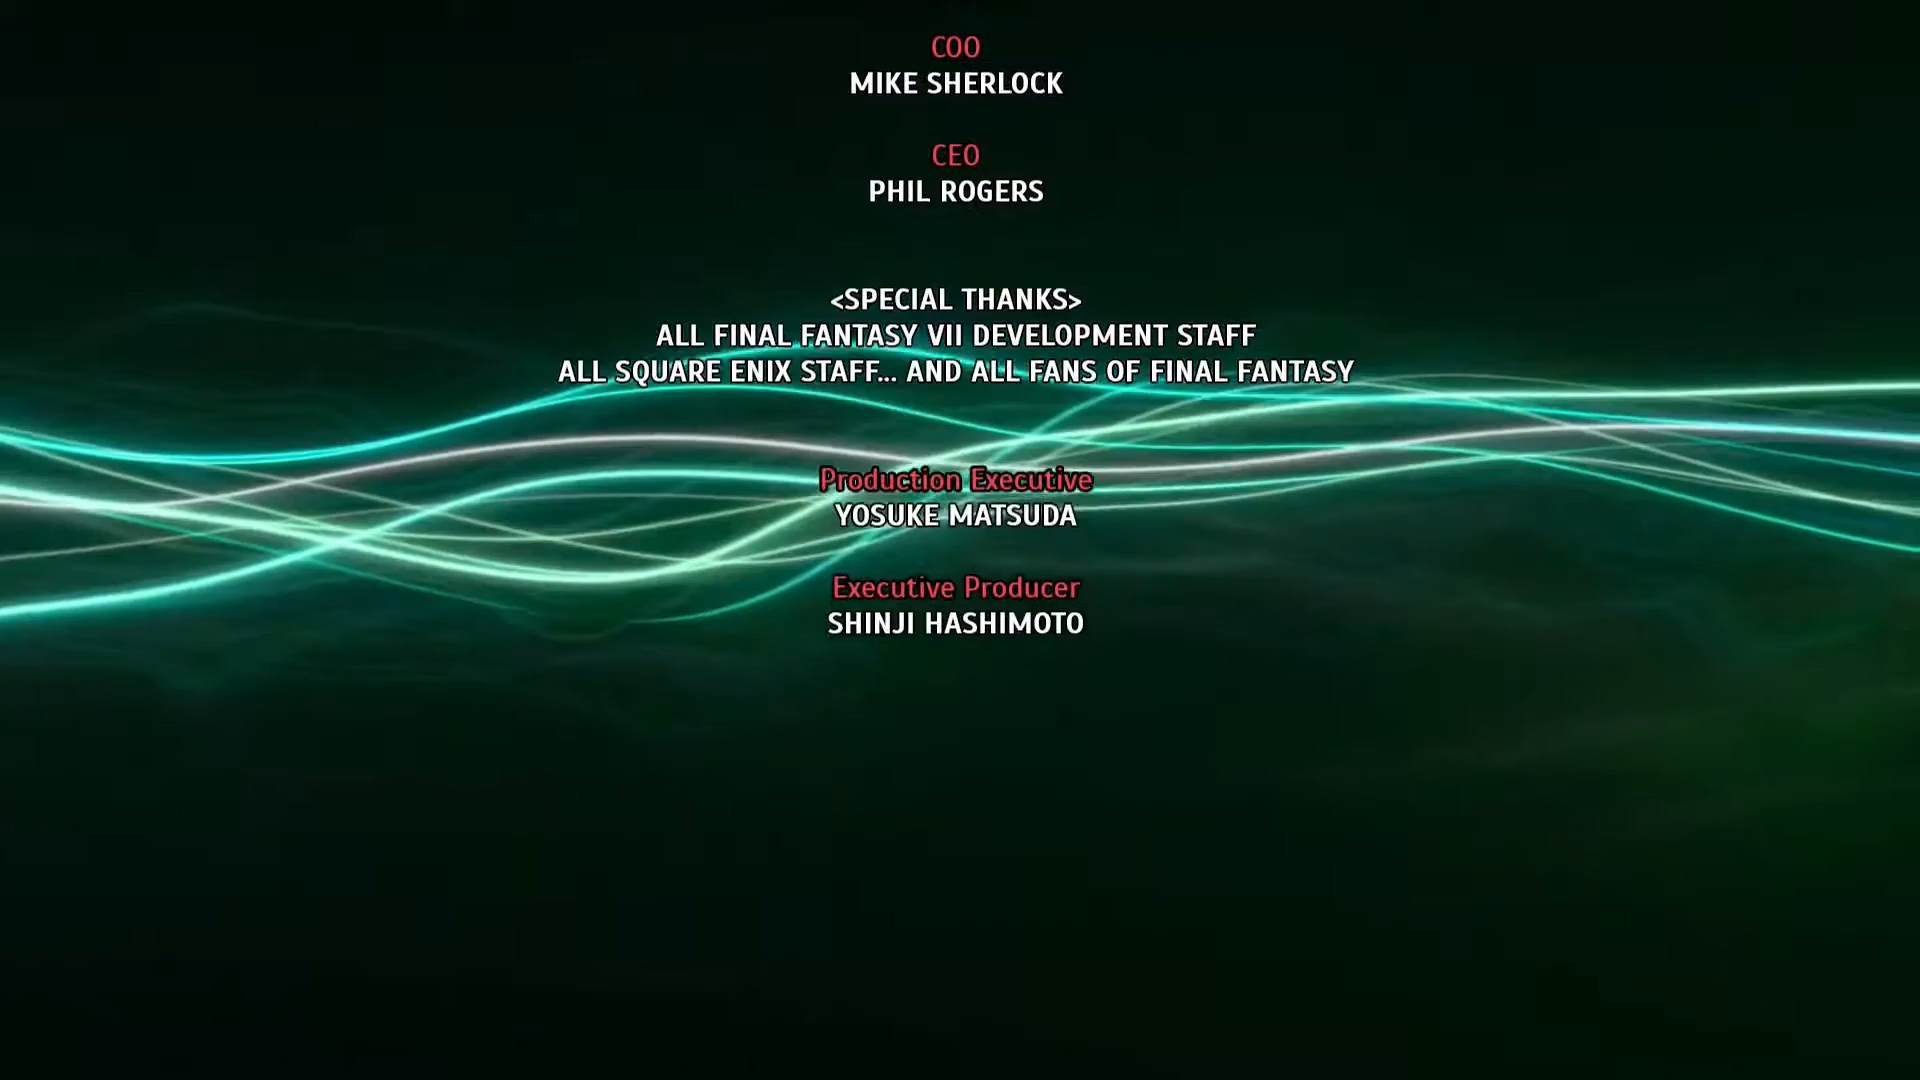 COO
MIKE SHERLOCK
CEO
PHIL ROGERS
<SPECIAL THANKS>
ALL FINAL FANTASY VII DEVELOPMENT STAFF
ALL SQUARE ENIX STAFF... AND ALL FANS OF FINAL FANTASY
Production Executive
YOSUKE MATSUDA
Executive Producer
SHINJI HASHIMOTO